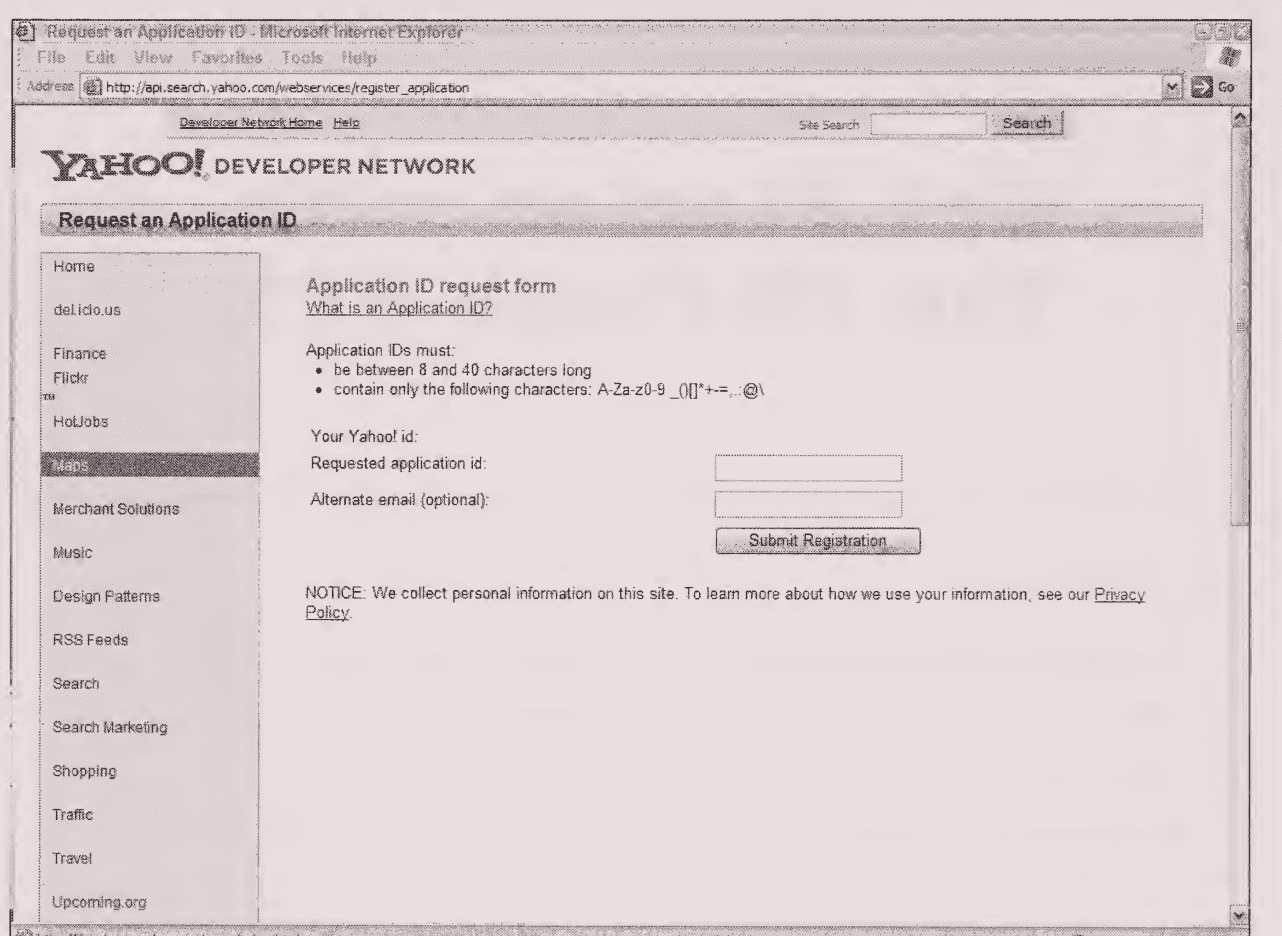 Request an Application ID - Microsoft Internet Explorer
File Edit View Favorites Tools Help
Address http://api.search.yahoo.com/webservices/register_application Go
Developer Network Home Help Site Search Search
YAHOO! DEVELOPER NETWORK
Request an Application ID
Home
del.icio.us
Finance
Flickr
TM
HotJobs
Maps
Merchant Solutions
Music
Design Patterns
RSS Feeds
Search
Search Marketing
Shopping
Traffic
Travel
Upcoming.org
Application ID request form
What is an Application ID?
Application IDs must:
• be between 8 and 40 characters long
• contain only the following characters: A-Za-z0-9 _()[]*+-=,.:@\
Your Yahoo! id:
Requested application id:
Alternate email (optional):
Submit Registration
NOTICE: We collect personal information on this site. To learn more about how we use your information, see our Privacy
Policy.